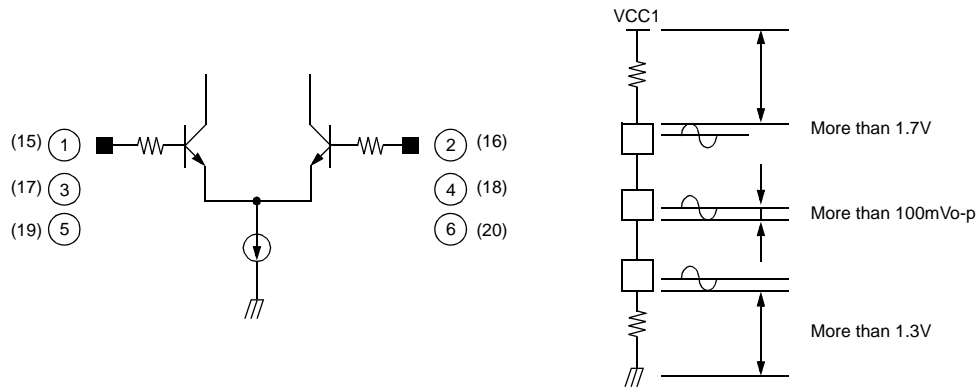 VCC1
(15) 1 2 (16)
(17) 3 4 (18)
(19) 5 6 (20)
More than 1.7V
More than 100mVo-p
More than 1.3V